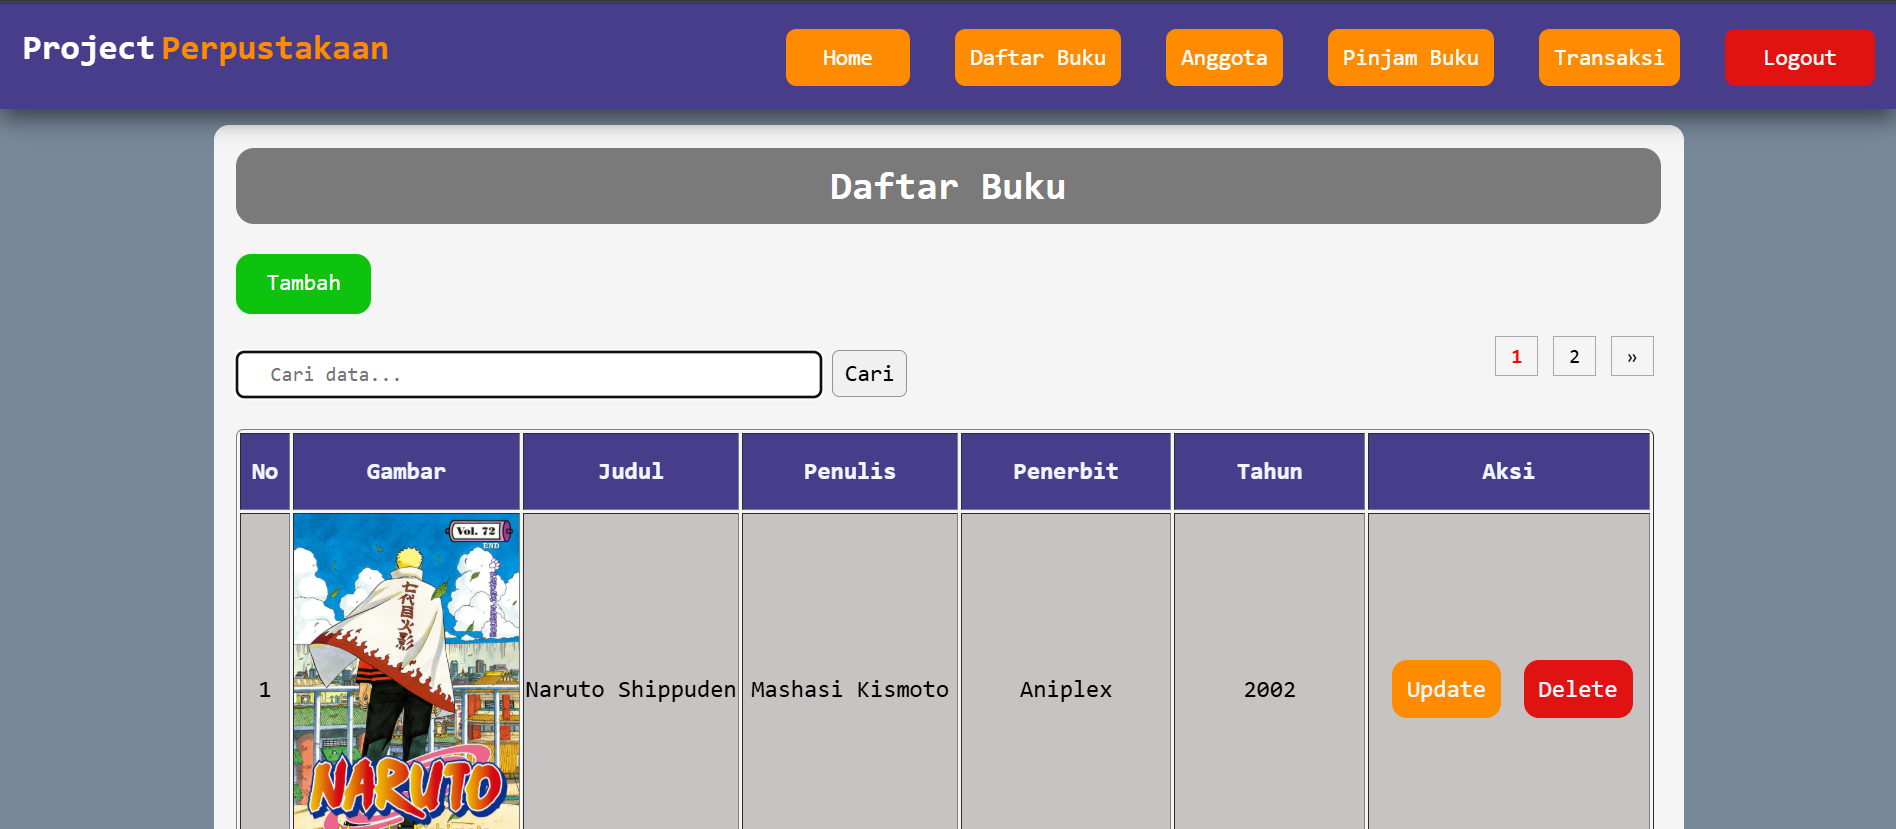 Project Perpustakaan Home Daftar Buku Anggota Pinjam Buku Transaksi Logout
Daftar Buku
Tambah
Cari data... Cari 1 2 »
No Gambar Judul Penulis Penerbit Tahun Aksi
Vol. 72
END
七代目火影
NARUTO
1 Naruto Shippuden Mashasi Kismoto Aniplex 2002 Update Delete